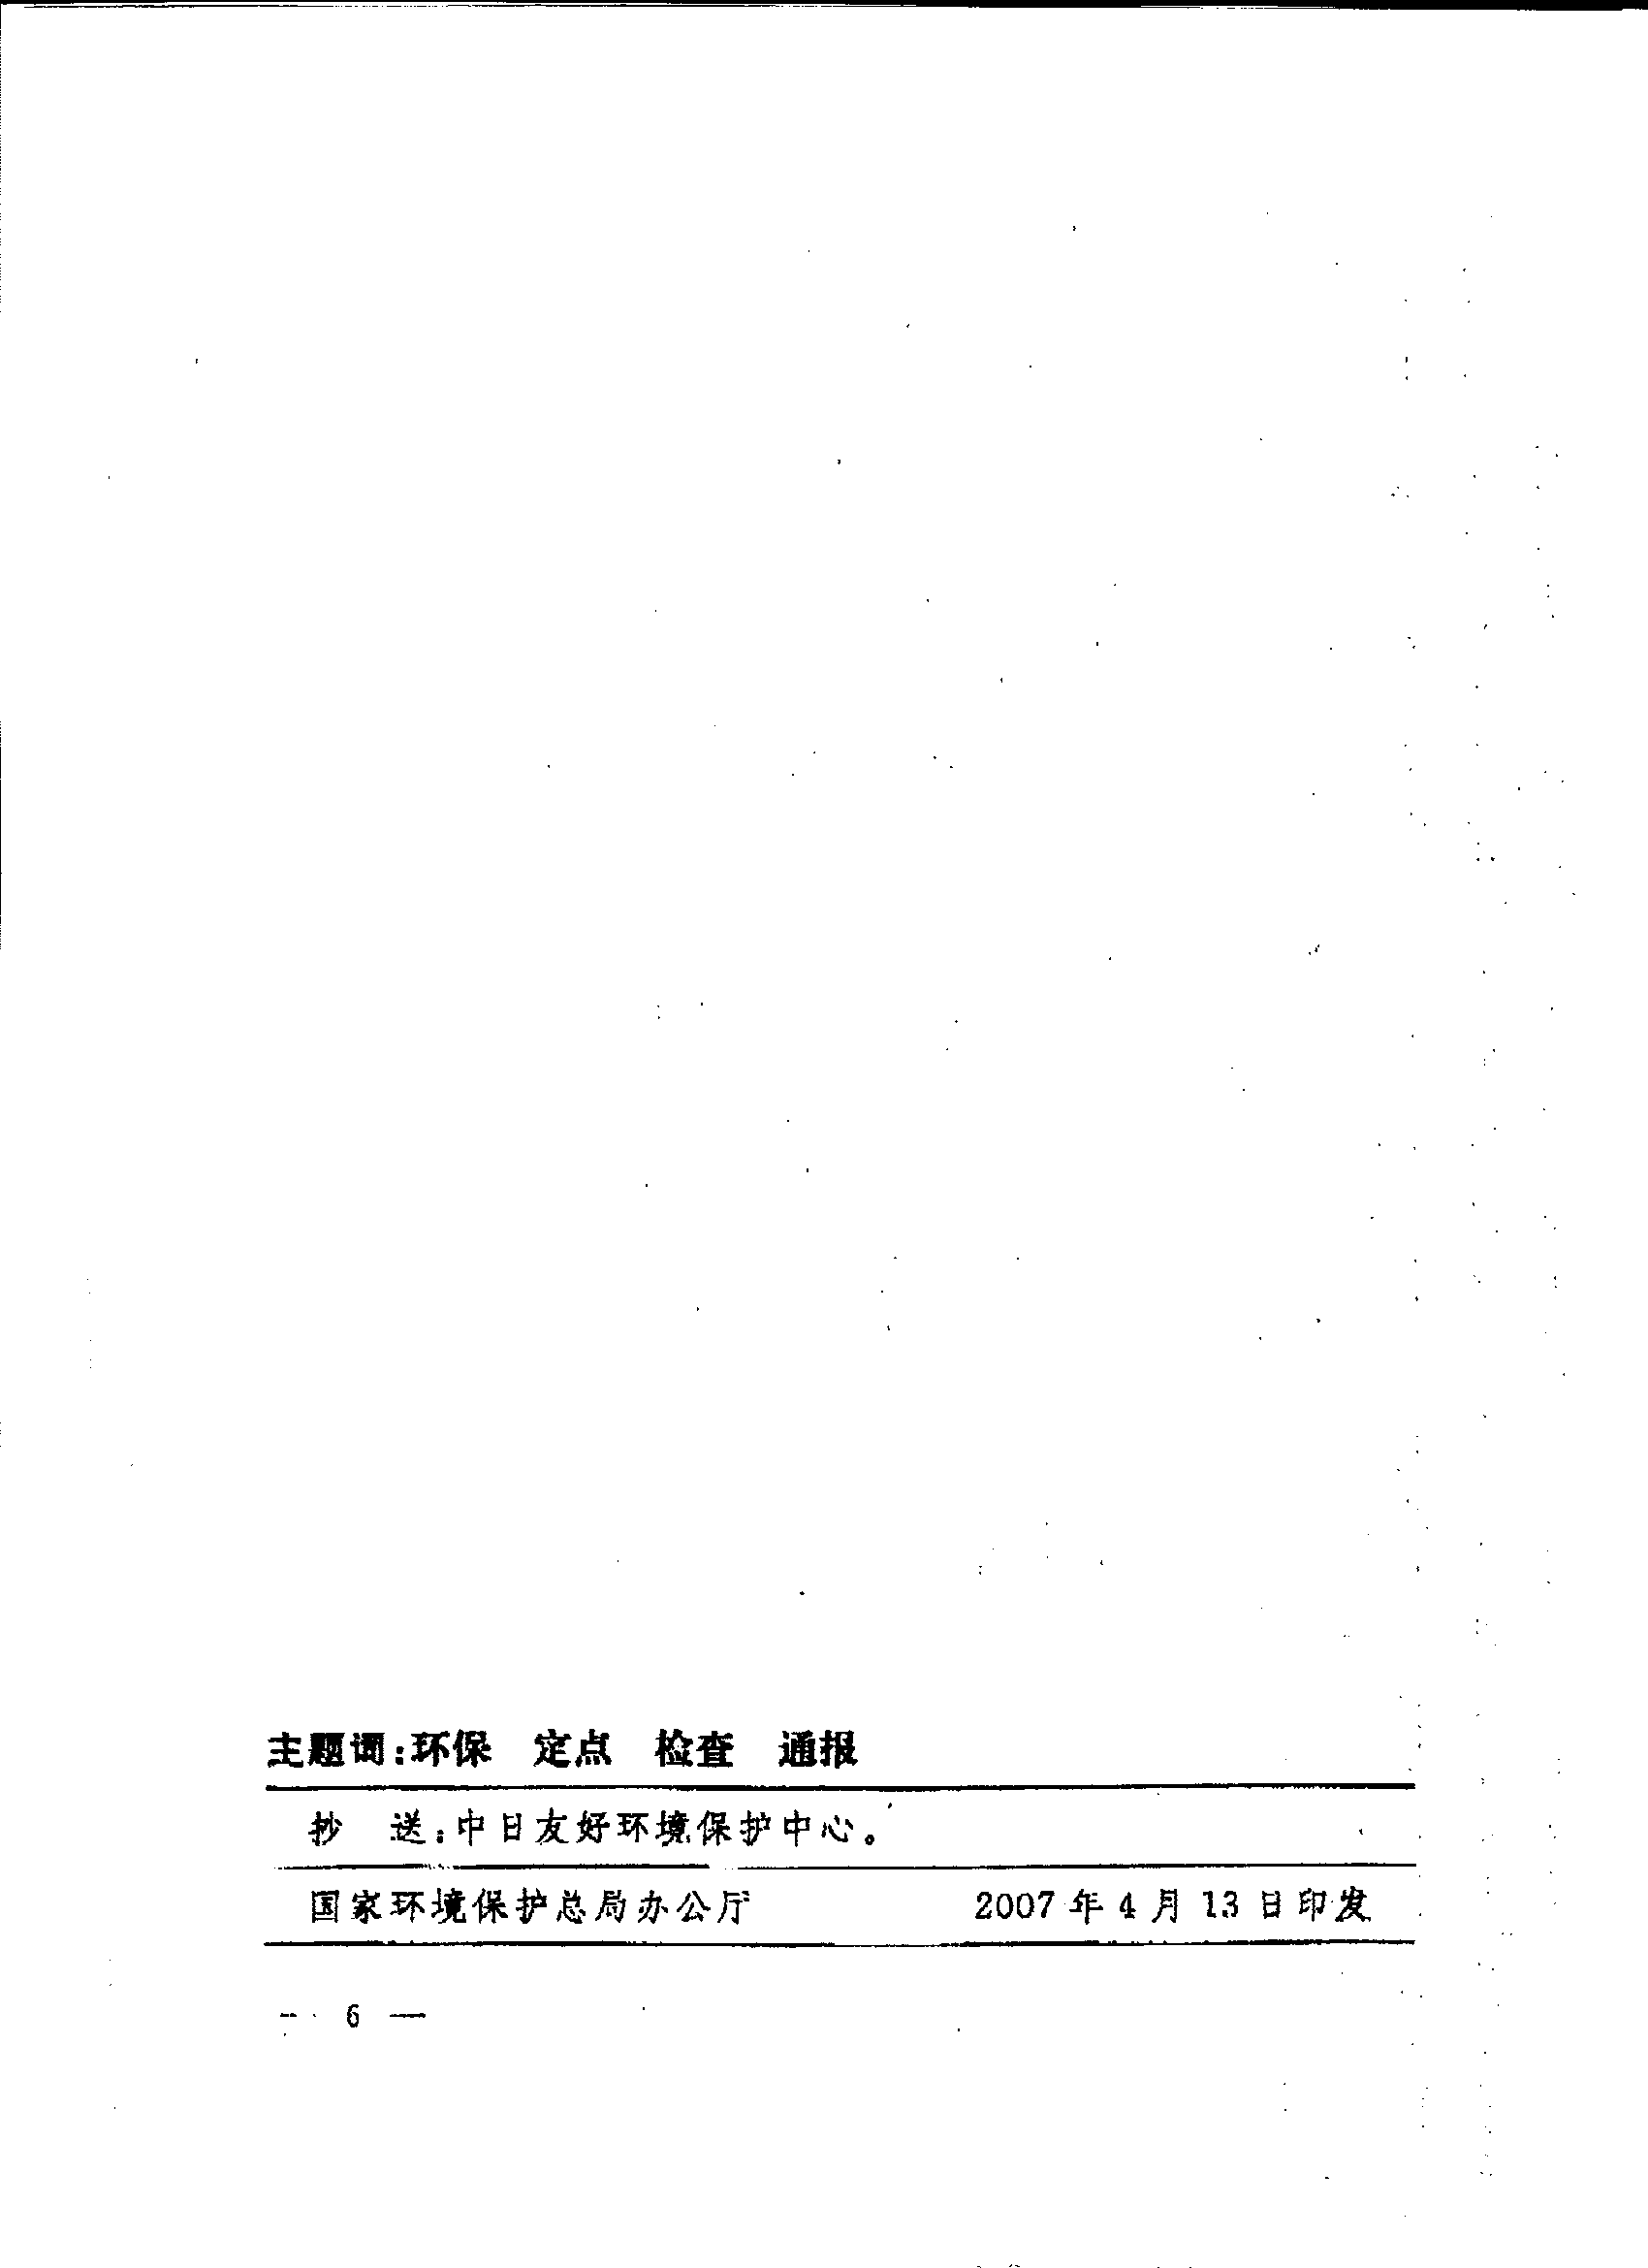 主题词:环保　定点　检查　通报
抄　送:中日友好环境保护中心。
国家环境保护总局办公厅　2007年4月13日印发
— 6 —